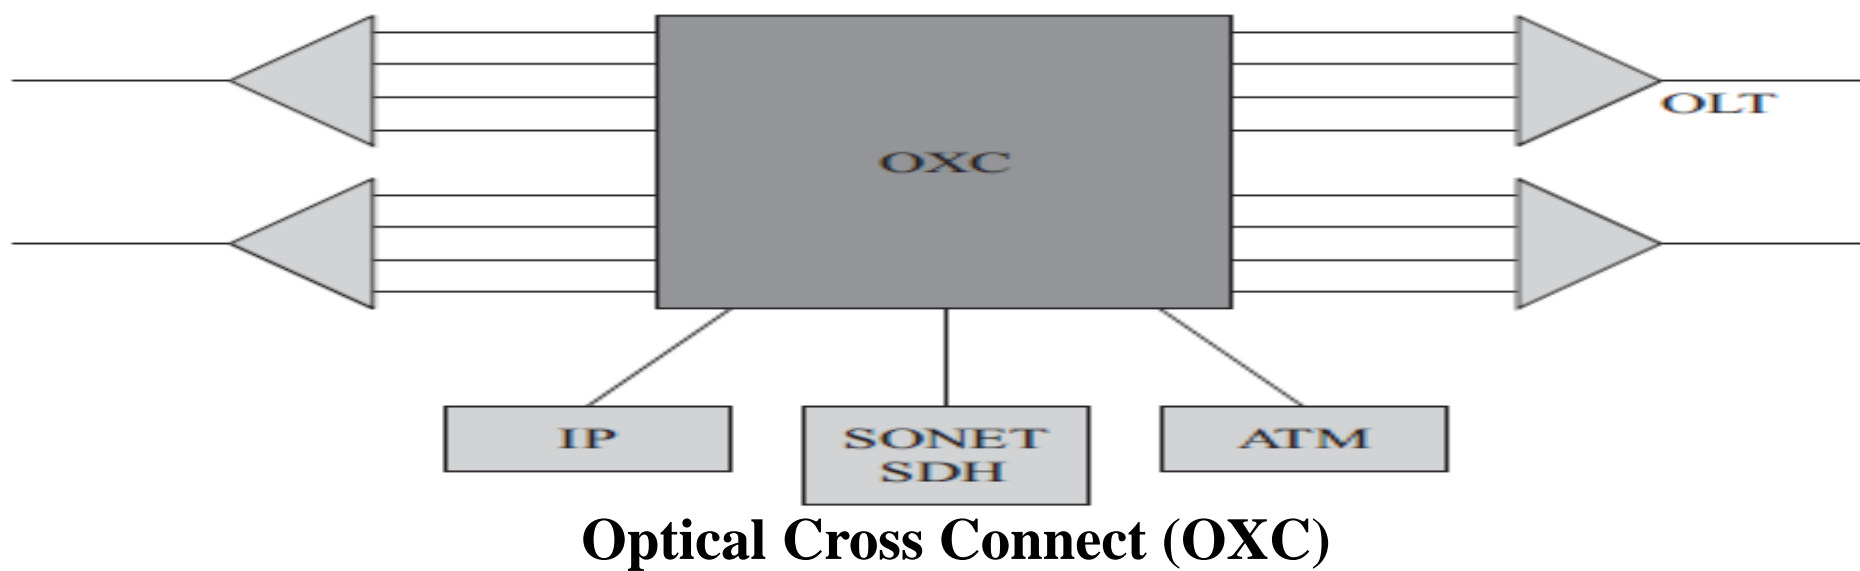 OLT
OXC
IP
SONET
SDH
ATM
Optical Cross Connect (OXC)